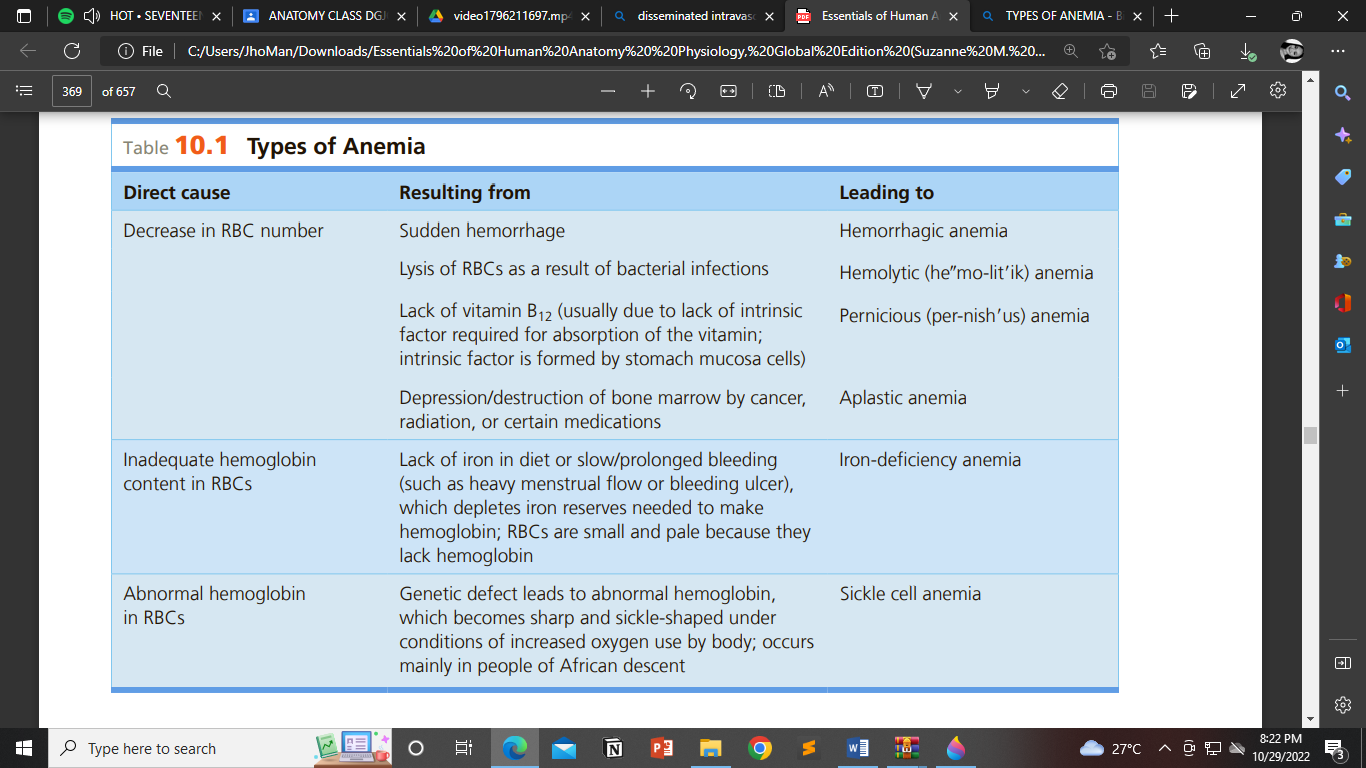 HOT • SEVENTEEN
ANATOMY CLASS DGJ
video1796211697.mp4
disseminated intravasc
Essentials of Human A
TYPES OF ANEMIA - B
File
C:/Users/JhoMan/Downloads/Essentials%20of%20Human%20Anatomy%20%20Physiology,%20Global%20Edition%20(Suzanne%20M.%20...
369 of 657
Table 10.1 Types of Anemia
Direct cause Resulting from Leading to
Decrease in RBC number Sudden hemorrhage Hemorrhagic anemia
Lysis of RBCs as a result of bacterial infections Hemolytic (he″mo-lit′ik) anemia
Lack of vitamin B12 (usually due to lack of intrinsic Pernicious (per-nish′us) anemia
factor required for absorption of the vitamin;
intrinsic factor is formed by stomach mucosa cells)
Depression/destruction of bone marrow by cancer, Aplastic anemia
radiation, or certain medications
Inadequate hemoglobin Lack of iron in diet or slow/prolonged bleeding Iron-deficiency anemia
content in RBCs (such as heavy menstrual flow or bleeding ulcer),
which depletes iron reserves needed to make
hemoglobin; RBCs are small and pale because they
lack hemoglobin
Abnormal hemoglobin Genetic defect leads to abnormal hemoglobin, Sickle cell anemia
in RBCs which becomes sharp and sickle-shaped under
conditions of increased oxygen use by body; occurs
mainly in people of African descent
Type here to search
27°C
8:22 PM
10/29/2022
3